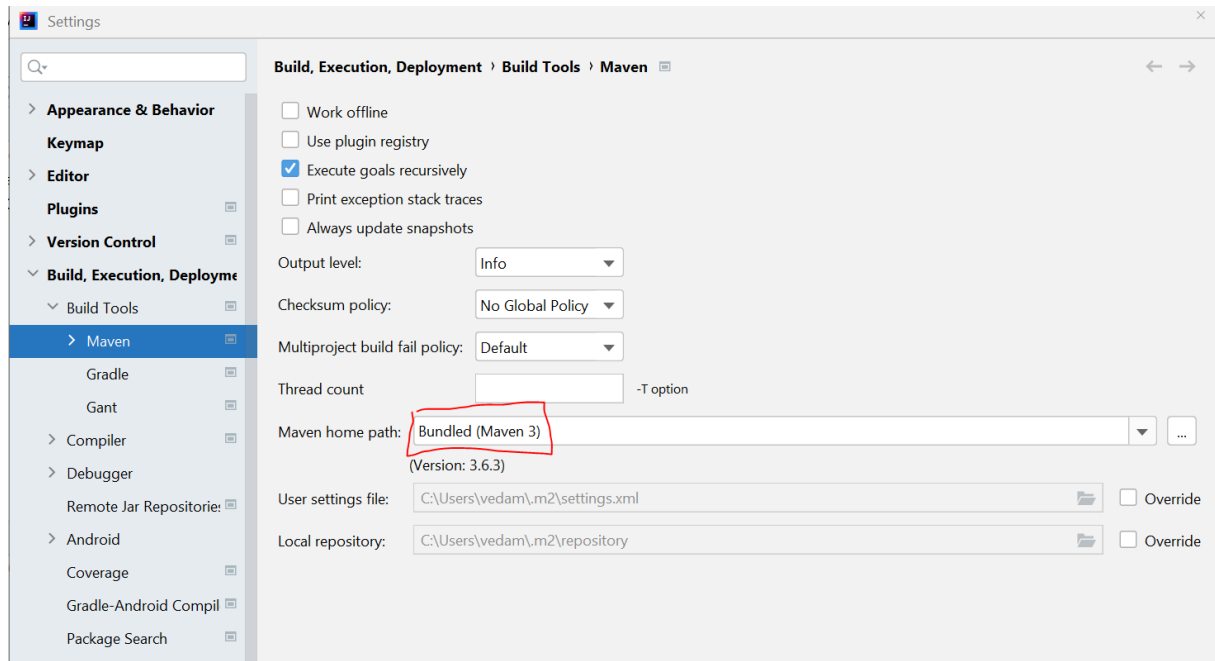 Settings
Build, Execution, Deployment › Build Tools › Maven
Appearance & Behavior
Keymap
Editor
Plugins
Version Control
Build, Execution, Deployme
Build Tools
Maven
Gradle
Gant
Compiler
Debugger
Remote Jar Repositories
Android
Coverage
Gradle-Android Compil
Package Search
Work offline
Use plugin registry
Execute goals recursively
Print exception stack traces
Always update snapshots
Output level: Info
Checksum policy: No Global Policy
Multiproject build fail policy: Default
Thread count -T option
Maven home path: Bundled (Maven 3) ...
(Version: 3.6.3)
User settings file: C:\Users\vedam\.m2\settings.xml Override
Local repository: C:\Users\vedam\.m2\repository Override